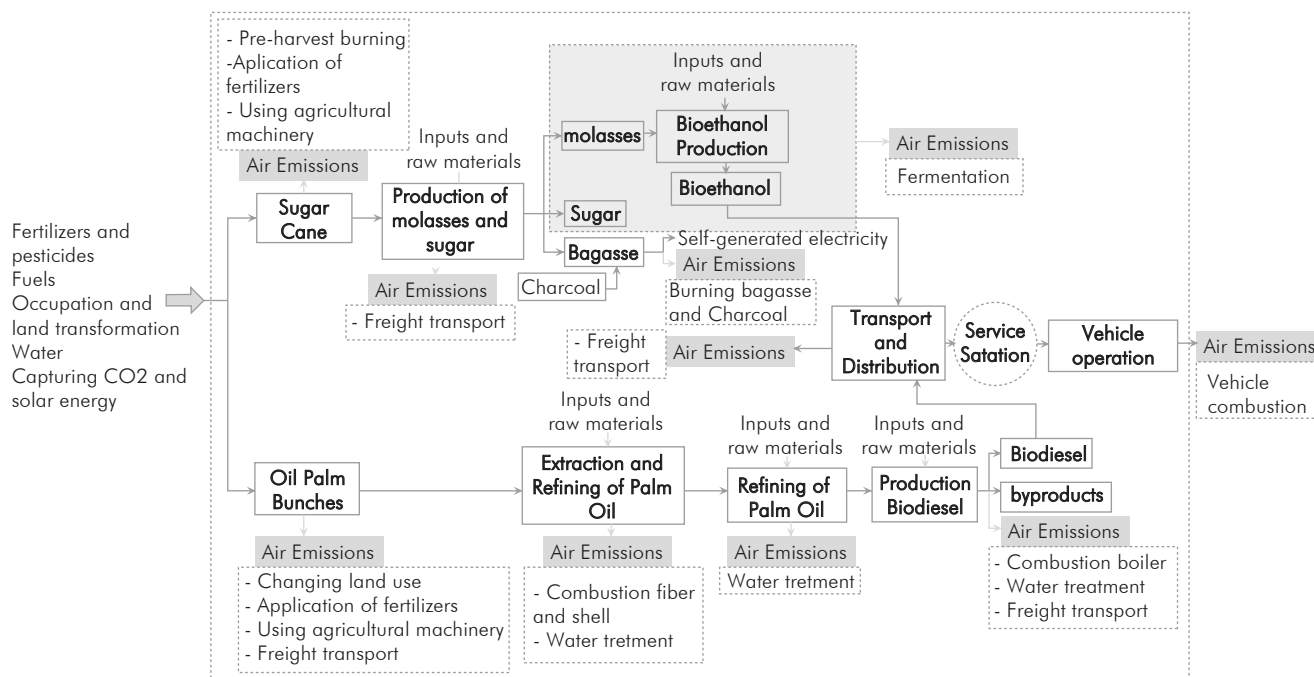 Fertilizers and
pesticides
Fuels
Occupation and
land transformation
Water
Capturing CO2 and
solar energy
- Pre-harvest burning
-Aplication of
fertilizers
- Using agricultural
machinery
Air Emissions
Sugar
Cane
Inputs and
raw materials
Production of
molasses and
sugar
Air Emissions
- Freight transport
molasses
Inputs and
raw materials
Bioethanol
Production
Bioethanol
Sugar
Air Emissions
Fermentation
Bagasse
Charcoal
Self-generated electricity
Air Emissions
Burning bagasse
and Charcoal
- Freight
transport
Air Emissions
Transport
and
Distribution
Service
Satation
Vehicle
operation
Air Emissions
Vehicle
combustion
Oil Palm
Bunches
Air Emissions
- Changing land use
- Application of fertilizers
- Using agricultural machinery
- Freight transport
Inputs and
raw materials
Extraction and
Refining of Palm
Oil
Air Emissions
- Combustion fiber
and shell
- Water tretment
Inputs and
raw materials
Refining of
Palm Oil
Air Emissions
Water tretment
Inputs and
raw materials
Production
Biodiesel
Biodiesel
byproducts
Air Emissions
- Combustion boiler
- Water treatment
- Freight transport